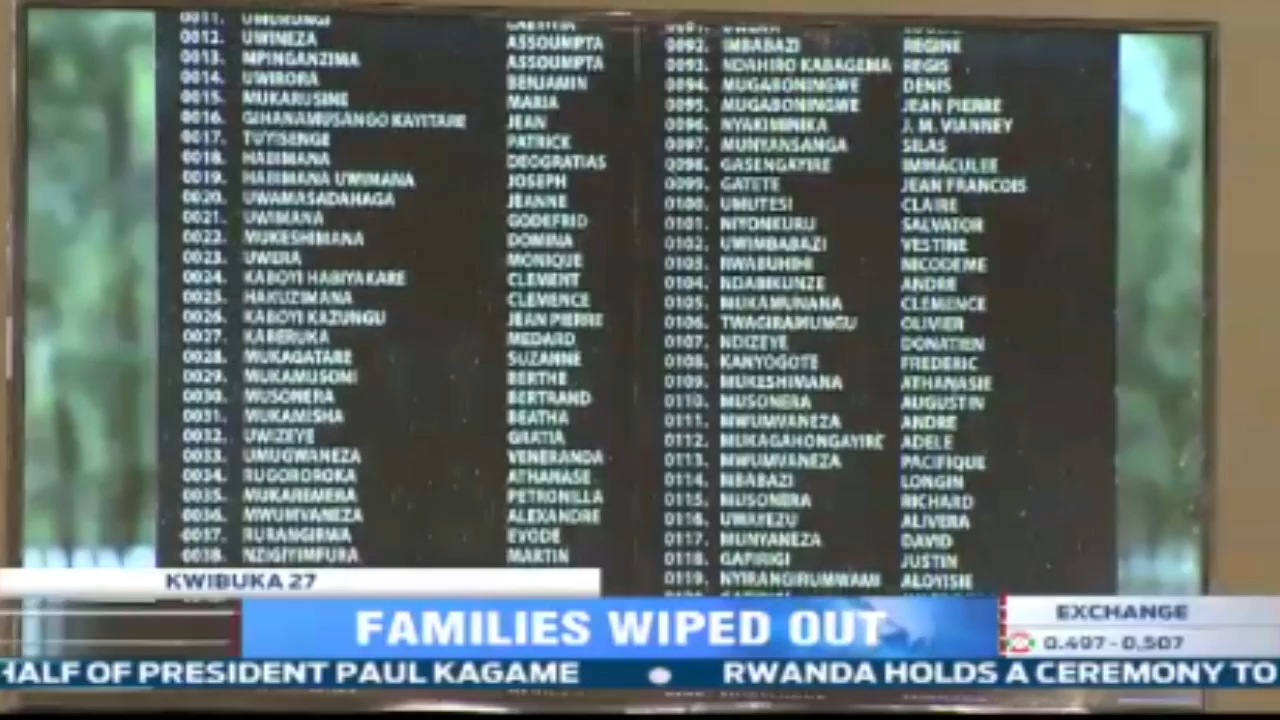 0012. UWINEZA ASSOUMPTA
0013. MPINGANZIMA ASSOUMPTA
0014. UWIRORA BENJAMIN
0015. MUKARUSINE MARIA
0016. GIHANAMUSANGO KAYITARE JEAN
0017. TUYISENGE PATRICK
0018. HABIMANA DEOGRATIAS
0019. HABIMANA UWIMANA JOSEPH
0020. UWAMASADAHAGA JEANNE
0021. UWIMANA GODEFRID
0022. MUKESHIMANA DOMINA
0023. UWERA MONIQUE
0024. KABOYI HABIYAKARE CLEMENT
0025. HAKUZIMANA CLEMENCE
0026. KABOYI KAZUNGU JEAN PIERRE
0027. KABERUKA MEDARD
0028. MUKAGATARE SUZANNE
0029. MUKAMUSONI BERTHE
0030. MUSONERA BERTRAND
0031. MUKAMISHA BEATHA
0032. UWIZEYE GRATIA
0033. UMUGWANEZA VENERANDA
0034. RUGOROROKA ATHANASE
0035. MUKAREMERA PETRONILLA
0036. MWUMVANEZA ALEXANDRE
0037. RURANGIRWA EVODE
0038. NZIGIYIMFURA MARTIN
0092. IMBABAZI REGINE
0093. NDAHIRO KABAGEMA REGIS
0094. MUGABONINGWE DENIS
0095. MUGABONINGWE JEAN PIERRE
0096. NYAKIMINIKA J. M. VIANNEY
0097. MUNYANSANGA SILAS
0098. GASENGAYIRE IMMACULEE
0099. GATETE JEAN FRANCOIS
0100. UMUTESI CLAIRE
0101. NIYONKURU SALVATOR
0102. UWIMBABAZI VESTINE
0103. RWABUHIHI NICODEME
0104. NDABIKUNZE ANDRE
0105. MUKAMUNANA CLEMENCE
0106. TWAGIRAMUNGU OLIVIER
0107. NDIZEYE DONATIEN
0108. KANYOGOTE FREDERIC
0109. MUKESHIMANA ATHANASIE
0110. MUSONERA AUGUSTIN
0111. MWUMVANEZA ANDRE
0112. MUKAGAHONGAYIRE ADELE
0113. MWUMVANEZA PACIFIQUE
0114. MBABAZI LONGIN
0115. MUSONERA RICHARD
0116. UWAYEZU ALIVERA
0117. MUNYANEZA DAVID
0118. GAFIRIGI JUSTIN
0119. NYIRANGIRUMWAMI ALOYISIE
KWIBUKA 27
FAMILIES WIPED OUT
EXCHANGE
0.497-0.507
HALF OF PRESIDENT PAUL KAGAME • RWANDA HOLDS A CEREMONY TO